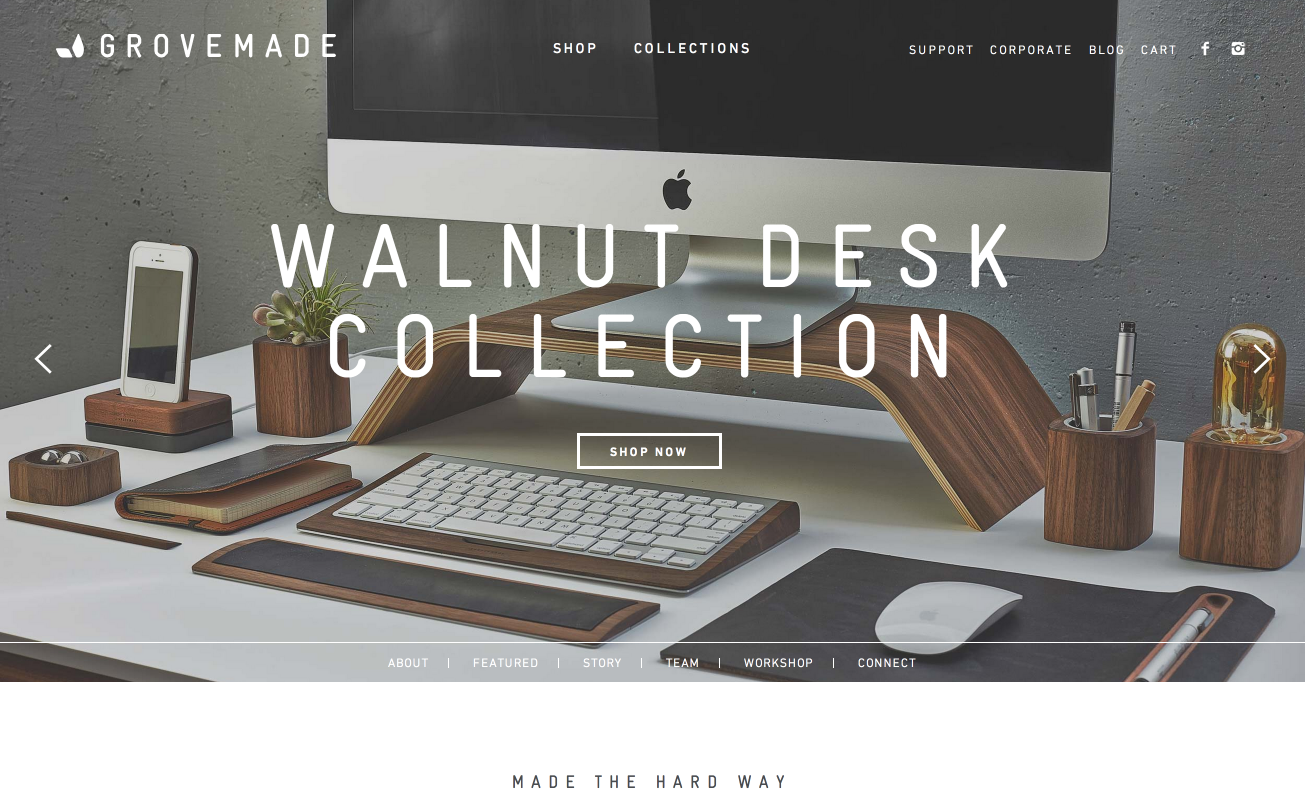 GROVEMADE
SHOP COLLECTIONS
SUPPORT CORPORATE BLOG CART
WALNUT DESK
COLLECTION
SHOP NOW
ABOUT | FEATURED | STORY | TEAM | WORKSHOP | CONNECT
MADE THE HARD WAY